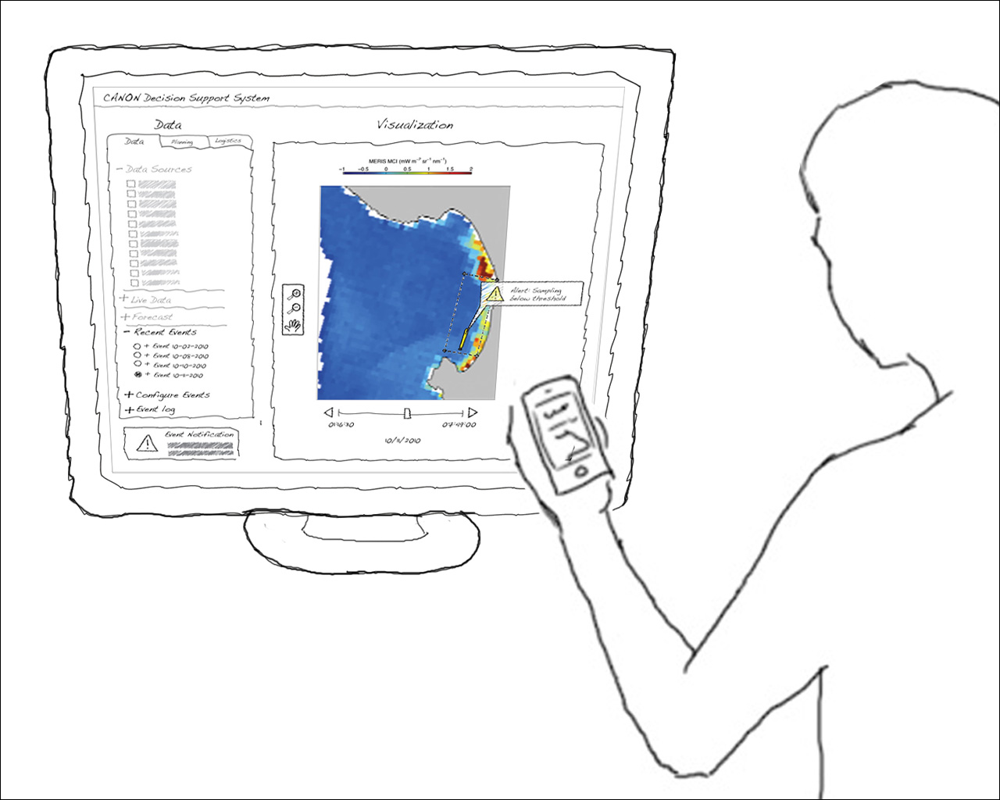 CANON Decision Support System
Data
Visualization
Data
Planning
Logistics
− Data Sources
+ Live Data
+ Forecast
− Recent Events
+ Event 10-02-2010
+ Event 10-08-2010
+ Event 10-10-2010
+ Event 10-11-2010
+ Configure Events
+ Event log
Event Notification
MERIS MCI (mW m⁻² sr⁻¹ nm⁻¹)
−1 −0.5 0 0.5 1 1.5 2
Alert: Sampling
below threshold
07:49:00
10/11/2010